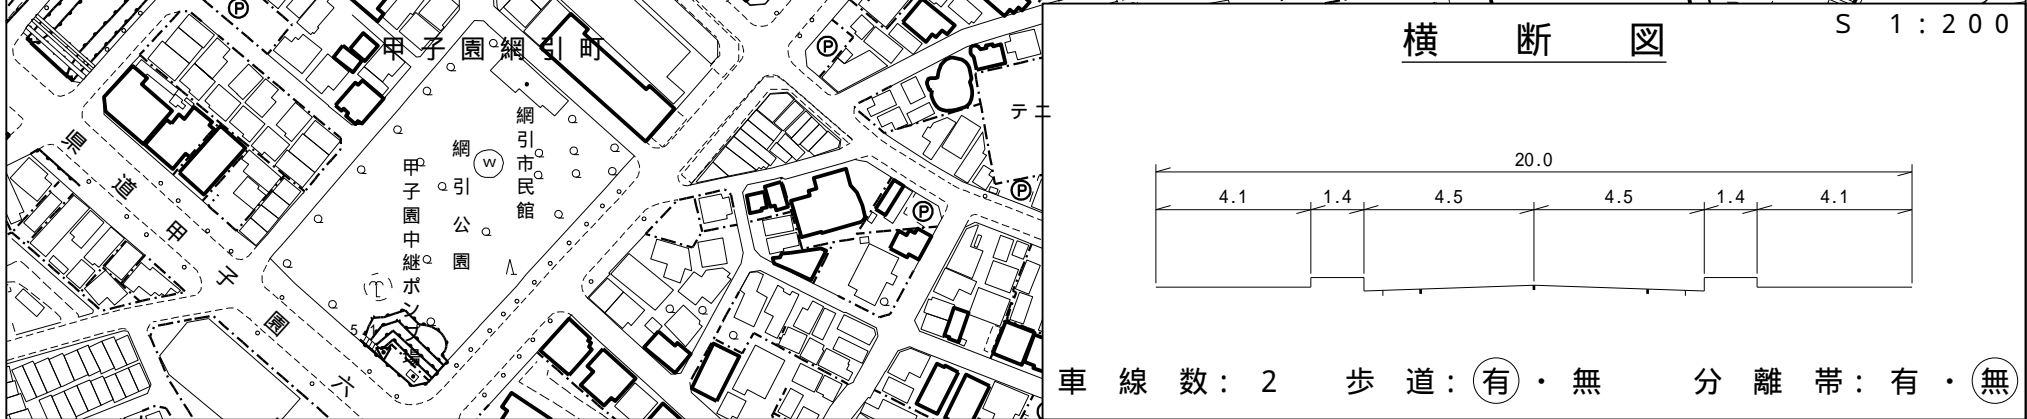 甲子園網引町
網引市民館
網引公園
W
甲子園中継ポンプ場
県道甲子園六
P
P
P
P
テニ
横断図
S 1:200
20.0
4.1 1.4 4.5 4.5 1.4 4.1
車線数: 2 歩道: 有・無 分離帯: 有・無